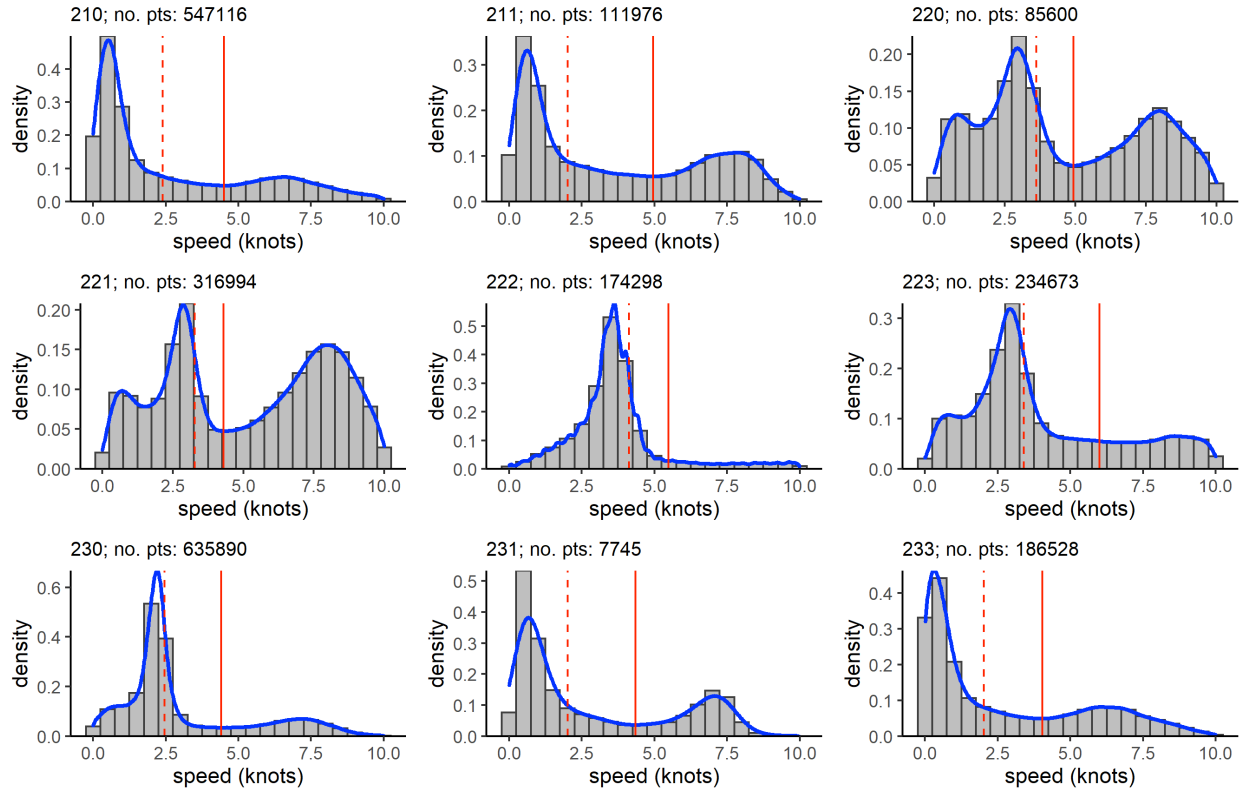 210; no. pts: 547116
density
0.4
0.3
0.2
0.1
0.0
0.0 2.5 5.0 7.5 10.0
speed (knots)
211; no. pts: 111976
density
0.3
0.2
0.1
0.0
0.0 2.5 5.0 7.5 10.0
speed (knots)
220; no. pts: 85600
density
0.20
0.15
0.10
0.05
0.00
0.0 2.5 5.0 7.5 10.0
speed (knots)
221; no. pts: 316994
density
0.20
0.15
0.10
0.05
0.00
0.0 2.5 5.0 7.5 10.0
speed (knots)
222; no. pts: 174298
density
0.5
0.4
0.3
0.2
0.1
0.0
0.0 2.5 5.0 7.5 10.0
speed (knots)
223; no. pts: 234673
density
0.3
0.2
0.1
0.0
0.0 2.5 5.0 7.5 10.0
speed (knots)
230; no. pts: 635890
density
0.6
0.4
0.2
0.0
0.0 2.5 5.0 7.5 10.0
speed (knots)
231; no. pts: 7745
density
0.5
0.4
0.3
0.2
0.1
0.0
0.0 2.5 5.0 7.5 10.0
speed (knots)
233; no. pts: 186528
density
0.4
0.3
0.2
0.1
0.0
0.0 2.5 5.0 7.5 10.0
speed (knots)